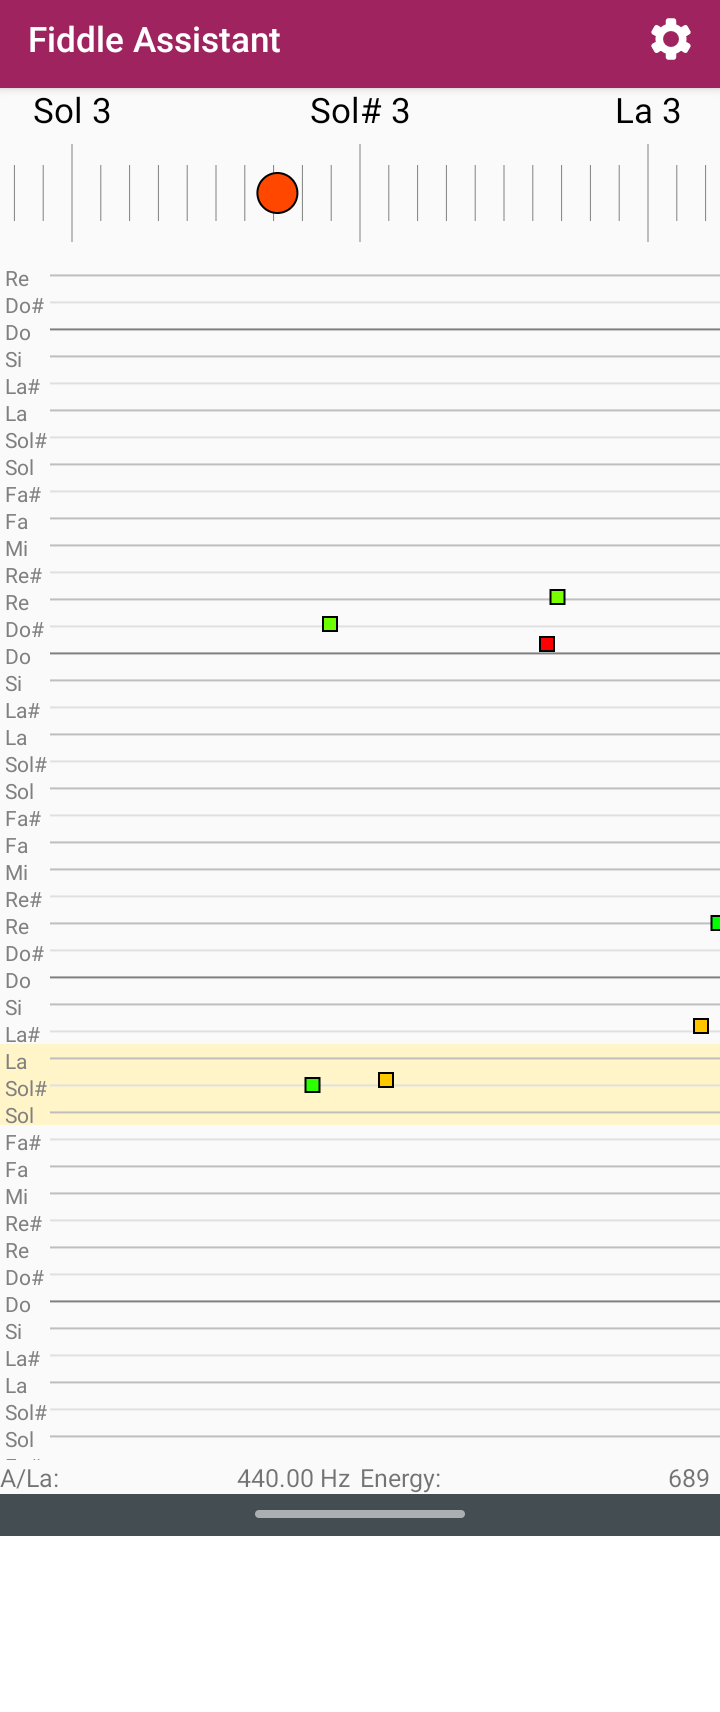 Fiddle Assistant
Sol 3 Sol# 3 La 3
Re
Do#
Do
Si
La#
La
Sol#
Sol
Fa#
Fa
Mi
Re#
Re
Do#
Do
Si
La#
La
Sol#
Sol
Fa#
Fa
Mi
Re#
Re
Do#
Do
Si
La#
La
Sol#
Sol
Fa#
Fa
Mi
Re#
Re
Do#
Do
Si
La#
La
Sol#
Sol
A/La: 440.00 Hz Energy: 689